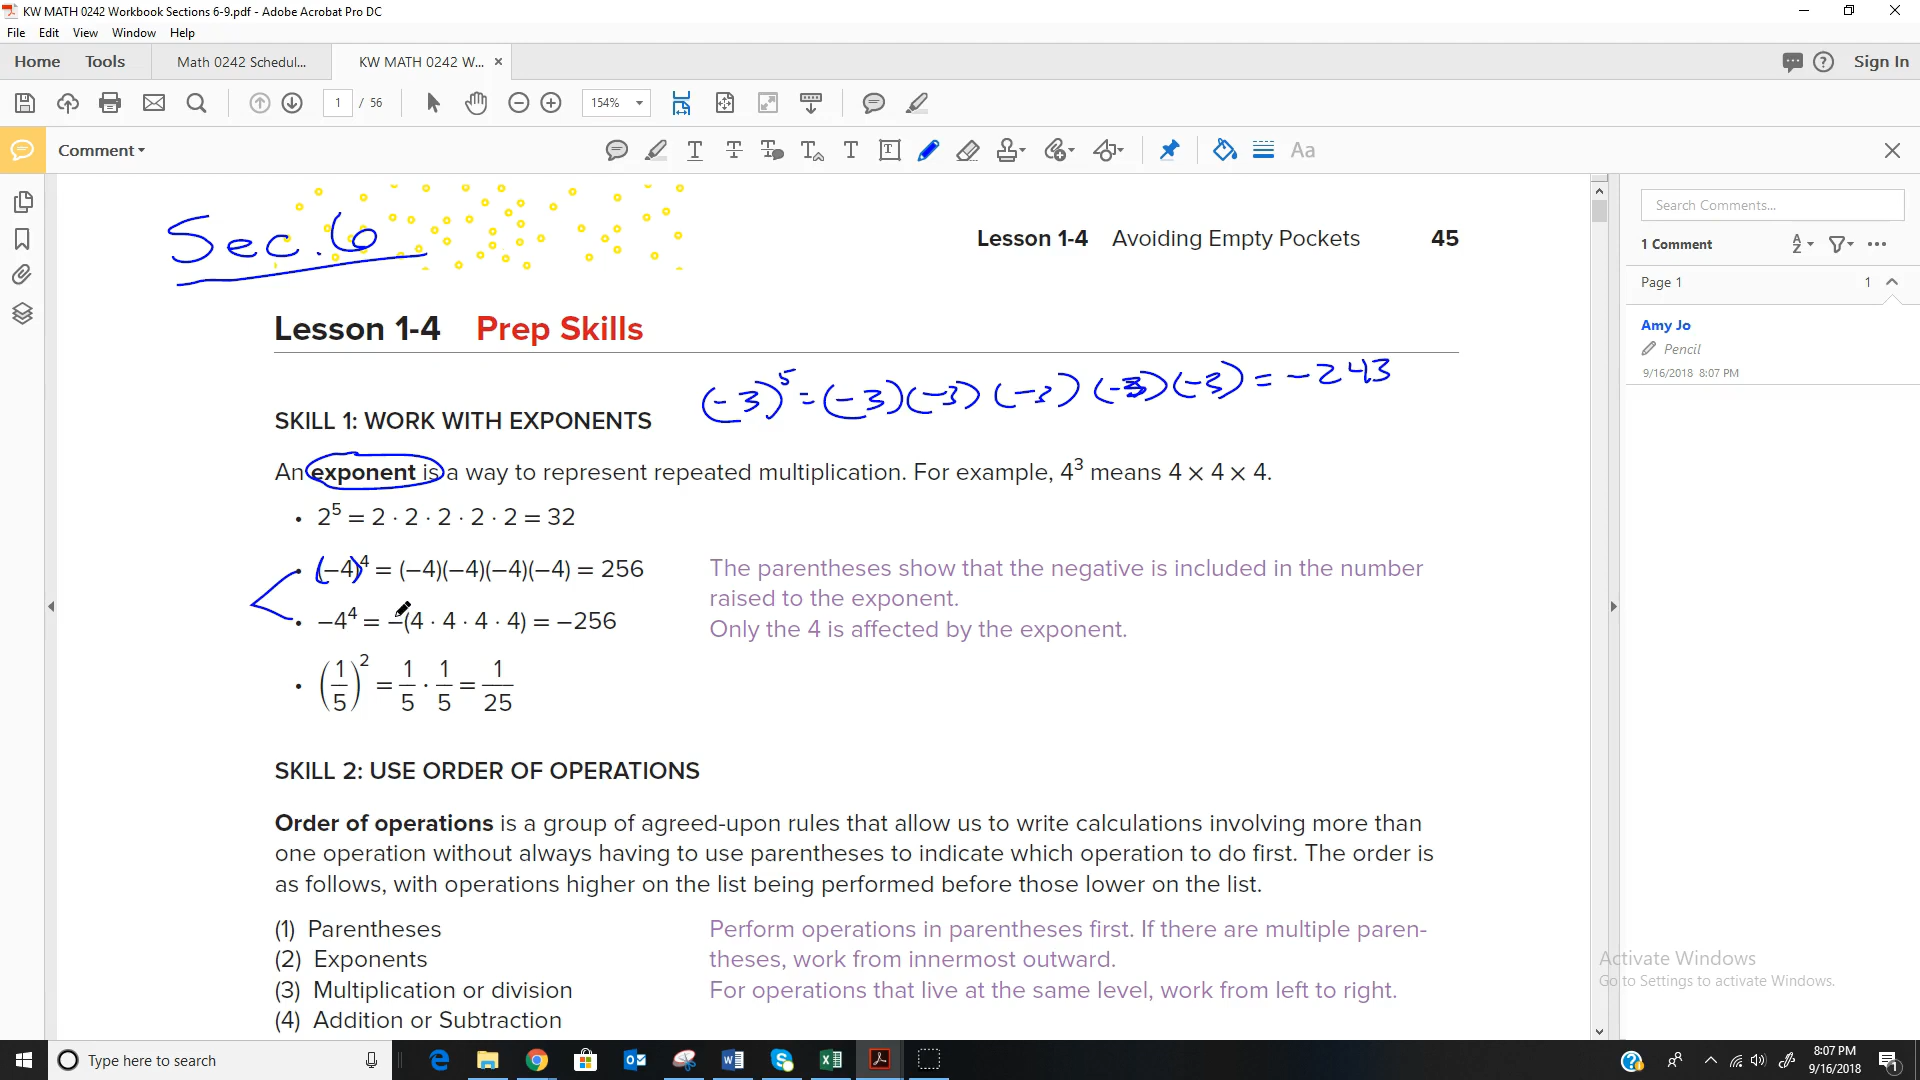 KW MATH 0242 Workbook Sections 6-9.pdf - Adobe Acrobat Pro DC
File Edit View Window Help
Home Tools Math 0242 Schedul... KW MATH 0242 W... × Sign In
1 / 56 154%
Comment
Aa
Search Comments...
1 Comment
Page 1 1
Amy Jo
Pencil
9/16/2018 8:07 PM
Sec. 6
Lesson 1-4 Avoiding Empty Pockets 45
Lesson 1-4 Prep Skills
(-3)⁵ = (-3)(-3)(-3)(-3)(-3) = -243
SKILL 1: WORK WITH EXPONENTS
An exponent is a way to represent repeated multiplication. For example, 4³ means 4 × 4 × 4.
• 2⁵ = 2 · 2 · 2 · 2 · 2 = 32
• (−4)⁴ = (−4)(−4)(−4)(−4) = 256
The parentheses show that the negative is included in the number
raised to the exponent.
• −4⁴ = −(4 · 4 · 4 · 4) = −256
Only the 4 is affected by the exponent.
• (1/5)² = 1/5 · 1/5 = 1/25
SKILL 2: USE ORDER OF OPERATIONS
Order of operations is a group of agreed-upon rules that allow us to write calculations involving more than
one operation without always having to use parentheses to indicate which operation to do first. The order is
as follows, with operations higher on the list being performed before those lower on the list.
(1) Parentheses
(2) Exponents
(3) Multiplication or division
(4) Addition or Subtraction
Perform operations in parentheses first. If there are multiple paren-
theses, work from innermost outward.
For operations that live at the same level, work from left to right.
Activate Windows
Go to Settings to activate Windows.
Type here to search
8:07 PM
9/16/2018
1